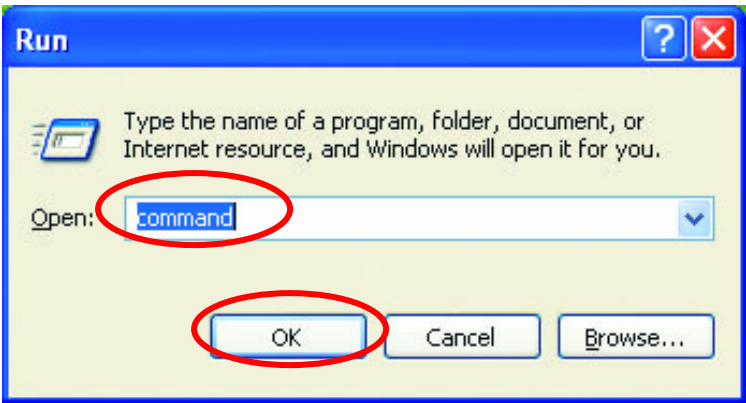 Run
Type the name of a program, folder, document, or
Internet resource, and Windows will open it for you.
Open: command
OK Cancel Browse...